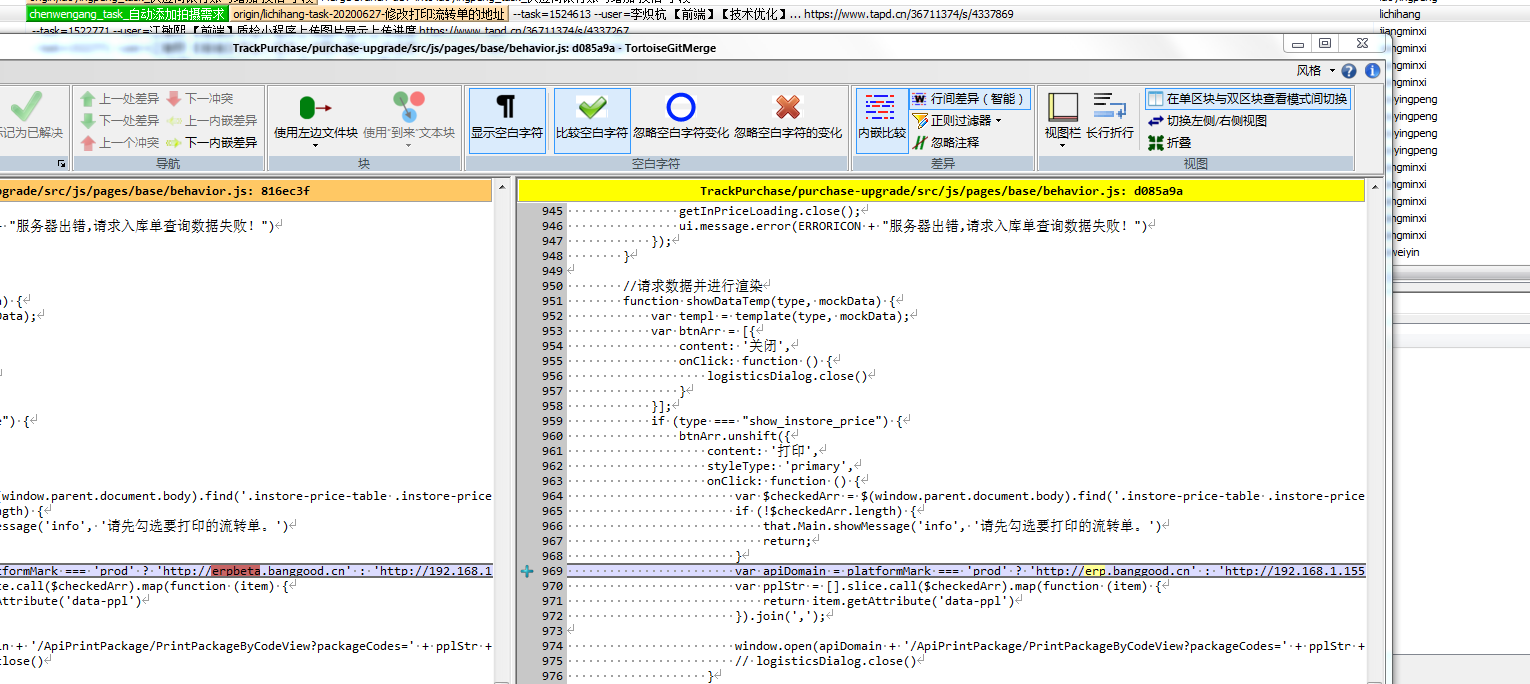 chenwengang_task_自动添加拍摄需求 origin/lichihang-task-20200627-修改打印流转单的地址 --task=1524613 --user=李炽杭 【前端】【技术优化】... https://www.tapd.cn/36711374/s/4337869
lichihang
--task=1522771 --user=江敏熙 【前端】质检小程序上传图片显示上传进度 https://www.tapd.cn/36711374/s/4337267
jiangminxi
TrackPurchase/purchase-upgrade/src/js/pages/base/behavior.js: d085a9a - TortoiseGitMerge
风格
记为已解决
上一处差异 下一冲突
下一处差异 上一内嵌差异
上一个冲突 下一内嵌差异
导航
使用左边文件块 使用"到来"文本块
块
显示空白字符
比较空白字符 忽略空白字符变化 忽略空白字符的变化
空白字符
内嵌比较
行间差异（智能）
正则过滤器
忽略注释
差异
视图栏 长行折行
在单区块与双区块查看模式间切换
切换左侧/右侧视图
折叠
视图
ngminxi
ngminxi
ngminxi
yingpeng
yingpeng
yingpeng
yingpeng
ngminxi
ngminxi
ngminxi
ngminxi
ngminxi
weiyin
grade/src/js/pages/base/behavior.js: 816ec3f
+ "服务器出错,请求入库单查询数据失败! ")
) {
ata);
") {
(window.parent.document.body).find('.instore-price-table .instore-price
ngth) {
essage('info', '请先勾选要打印的流转单。')
tformMark === 'prod' ? 'http://erpbeta.banggood.cn' : 'http://192.168.1
ce.call($checkedArr).map(function (item) {
Attribute('data-ppl')
n + '/ApiPrintPackage/PrintPackageByCodeView?packageCodes=' + pplStr +
close()
TrackPurchase/purchase-upgrade/src/js/pages/base/behavior.js: d085a9a
945 getInPriceLoading.close();
946 ui.message.error(ERRORICON + "服务器出错,请求入库单查询数据失败! ")
947 });
948 }
949
950 //请求数据并进行渲染
951 function showDataTemp(type, mockData) {
952 var templ = template(type, mockData);
953 var btnArr = [{
954 content: '关闭',
955 onClick: function () {
956 logisticsDialog.close()
957 }
958 }];
959 if (type === "show_instore_price") {
960 btnArr.unshift({
961 content: '打印',
962 styleType: 'primary',
963 onClick: function () {
964 var $checkedArr = $(window.parent.document.body).find('.instore-price-table .instore-price
965 if (!$checkedArr.length) {
966 that.Main.showMessage('info', '请先勾选要打印的流转单。')
967 return;
968 }
969 var apiDomain = platformMark === 'prod' ? 'http://erp.banggood.cn' : 'http://192.168.1.155
970 var pplStr = [].slice.call($checkedArr).map(function (item) {
971 return item.getAttribute('data-ppl')
972 }).join(',');
973
974 window.open(apiDomain + '/ApiPrintPackage/PrintPackageByCodeView?packageCodes=' + pplStr +
975 // logisticsDialog.close()
976 }